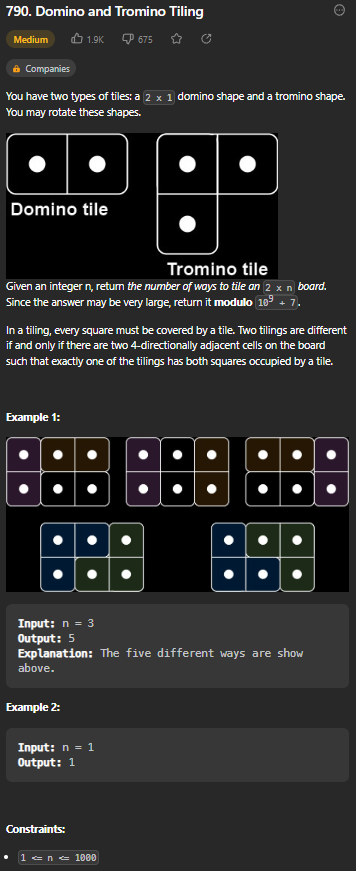 790. Domino and Tromino Tiling
Medium 1.9K 675
Companies
You have two types of tiles: a 2 x 1 domino shape and a tromino shape.
You may rotate these shapes.
Domino tile
Tromino tile
Given an integer n, return the number of ways to tile an 2 x n board.
Since the answer may be very large, return it modulo 10^9 + 7.
In a tiling, every square must be covered by a tile. Two tilings are different
if and only if there are two 4-directionally adjacent cells on the board
such that exactly one of the tilings has both squares occupied by a tile.
Example 1:
Input: n = 3
Output: 5
Explanation: The five different ways are show
above.
Example 2:
Input: n = 1
Output: 1
Constraints:
• 1 <= n <= 1000